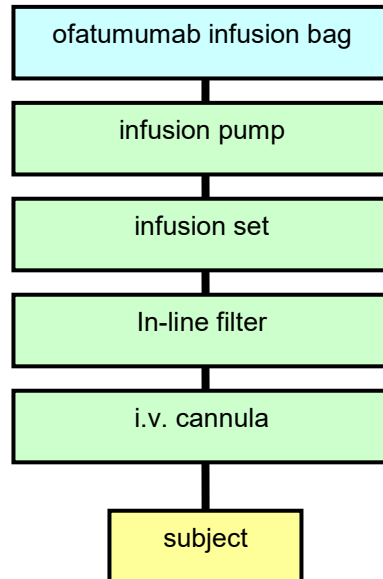 ofatumumab infusion bag
infusion pump
infusion set
In-line filter
i.v. cannula
subject